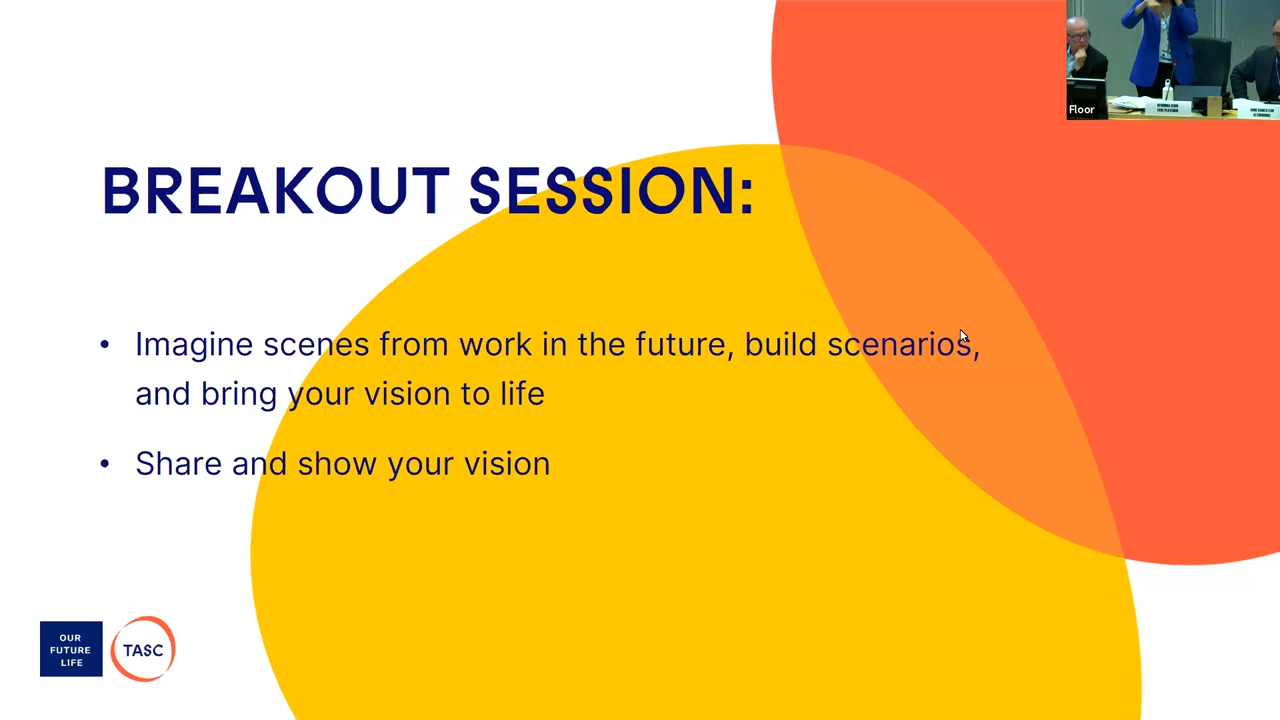 Floor
BREAKOUT SESSION:
• Imagine scenes from work in the future, build scenarios,
and bring your vision to life
• Share and show your vision
OUR
FUTURE
LIFE
TASC